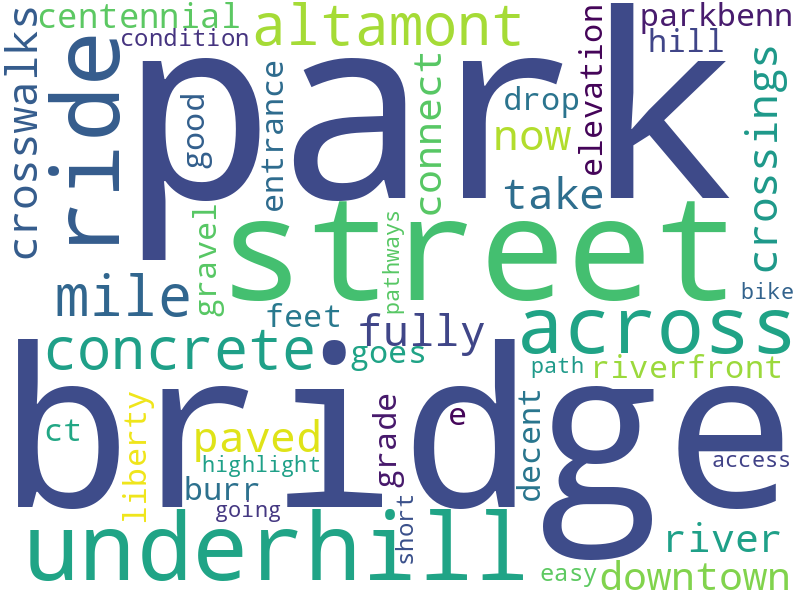 centennial
altamont
parkbenn
condition
hill
crosswalks
ride
park
good
entrance
connect
drop
now
elevation
crossings
take
street
gravel
pathways
mile
feet
fully
bike
across
concrete
goes
path
riverfront
bridge
ct
liberty
paved
highlight
burr
going
grade
e
short
decent
access
underhill
river
easy
downtown